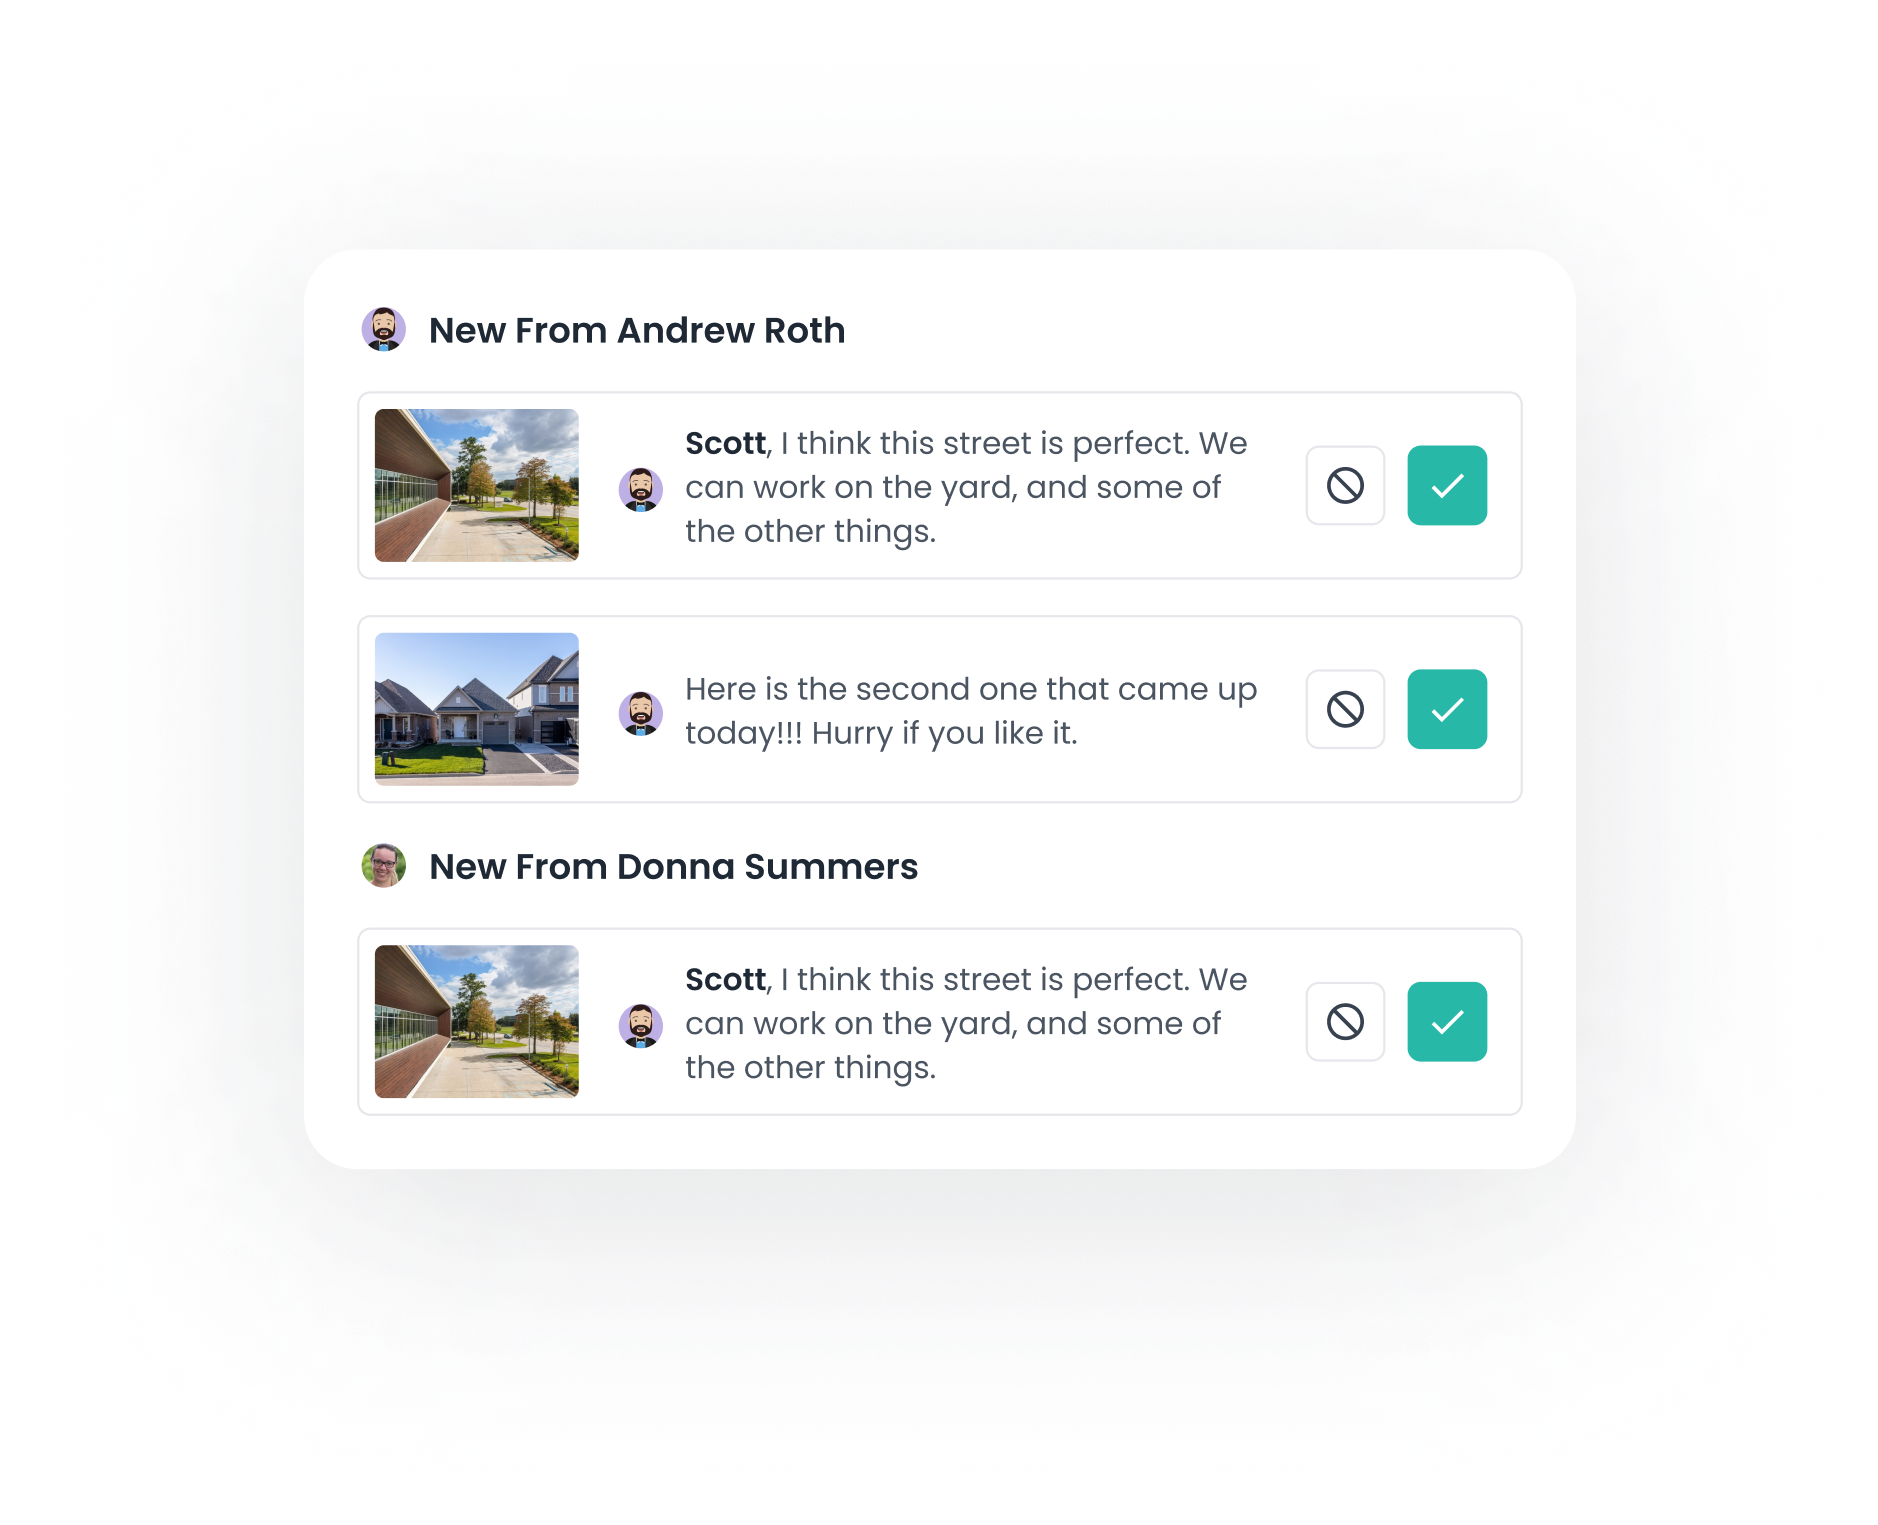 New From Andrew Roth
Scott, I think this street is perfect. We
can work on the yard, and some of
the other things.
Here is the second one that came up
today!!! Hurry if you like it.
New From Donna Summers
Scott, I think this street is perfect. We
can work on the yard, and some of
the other things.